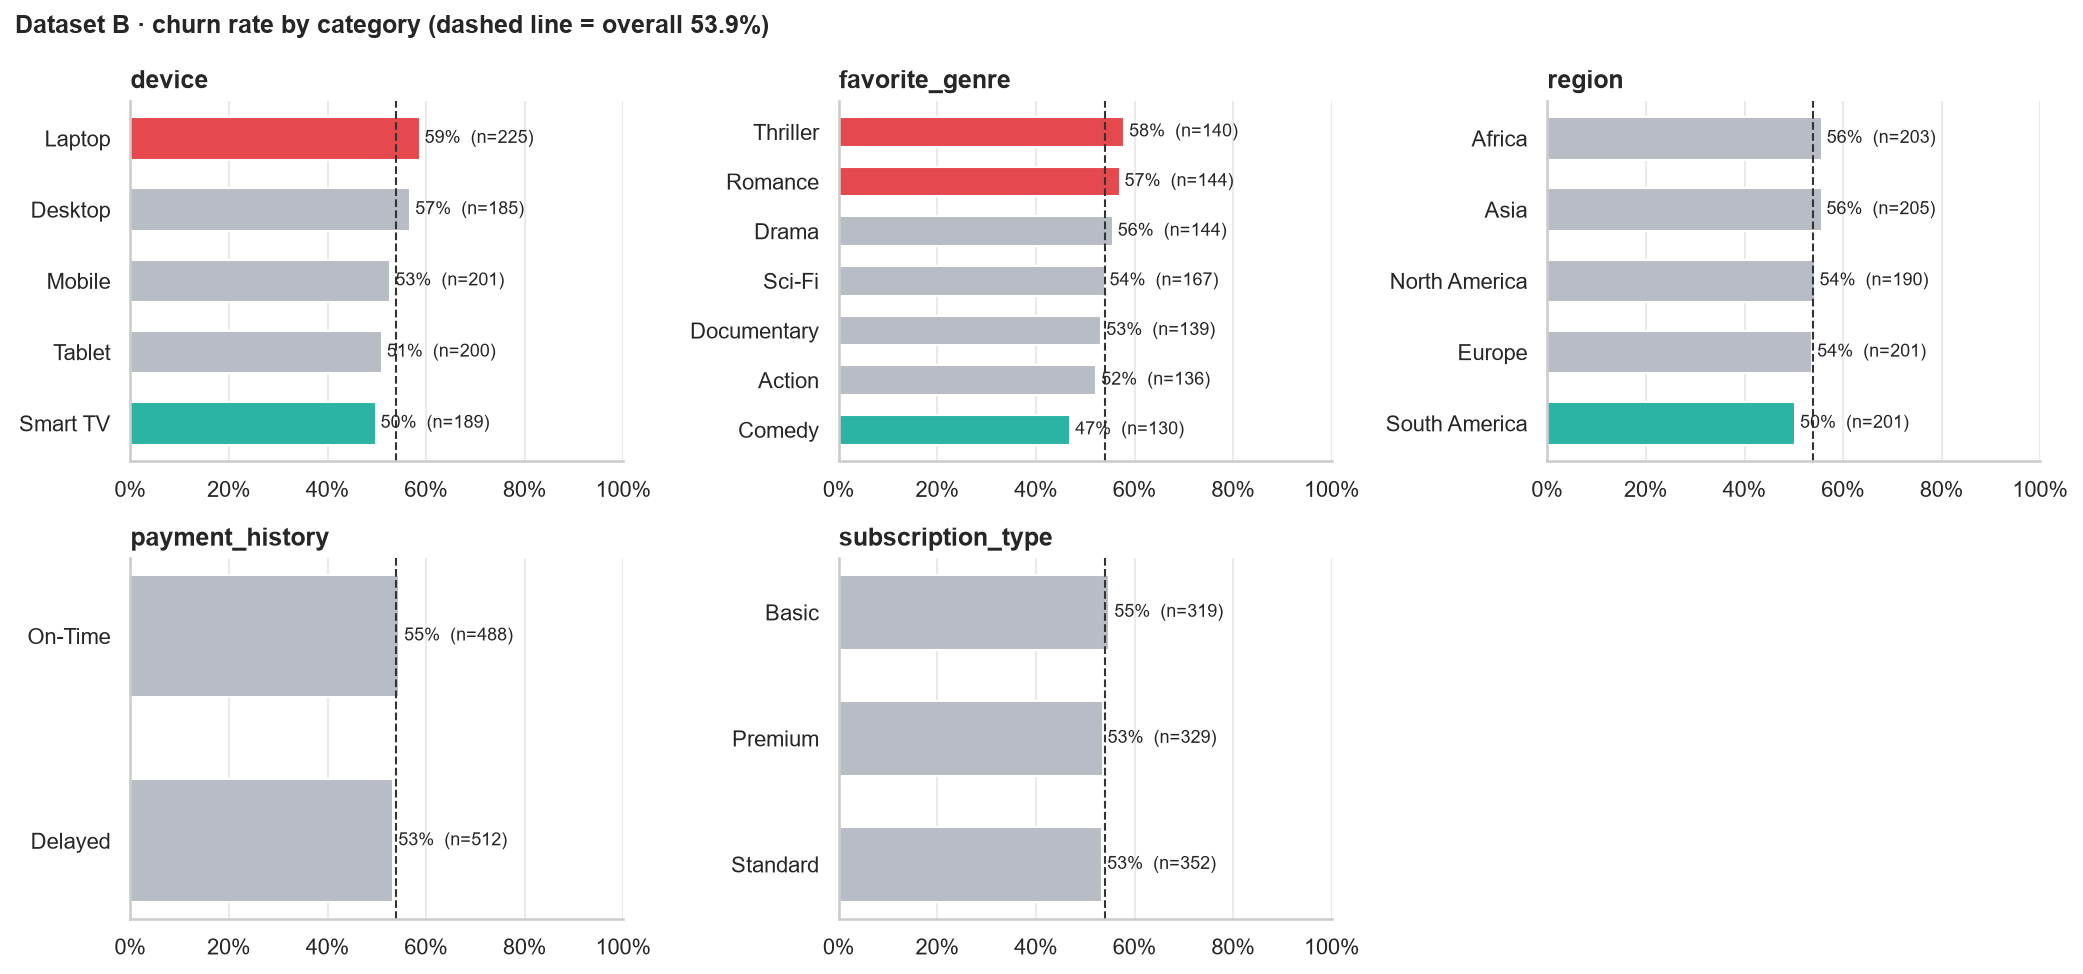 Dataset B · churn rate by category (dashed line = overall 53.9%)
device
Laptop 59% (n=225)
Desktop 57% (n=185)
Mobile 53% (n=201)
Tablet 51% (n=200)
Smart TV 50% (n=189)
0% 20% 40% 60% 80% 100%
favorite_genre
Thriller 58% (n=140)
Romance 57% (n=144)
Drama 56% (n=144)
Sci-Fi 54% (n=167)
Documentary 53% (n=139)
Action 52% (n=136)
Comedy 47% (n=130)
0% 20% 40% 60% 80% 100%
region
Africa 56% (n=203)
Asia 56% (n=205)
North America 54% (n=190)
Europe 54% (n=201)
South America 50% (n=201)
0% 20% 40% 60% 80% 100%
payment_history
On-Time 55% (n=488)
Delayed 53% (n=512)
0% 20% 40% 60% 80% 100%
subscription_type
Basic 55% (n=319)
Premium 53% (n=329)
Standard 53% (n=352)
0% 20% 40% 60% 80% 100%